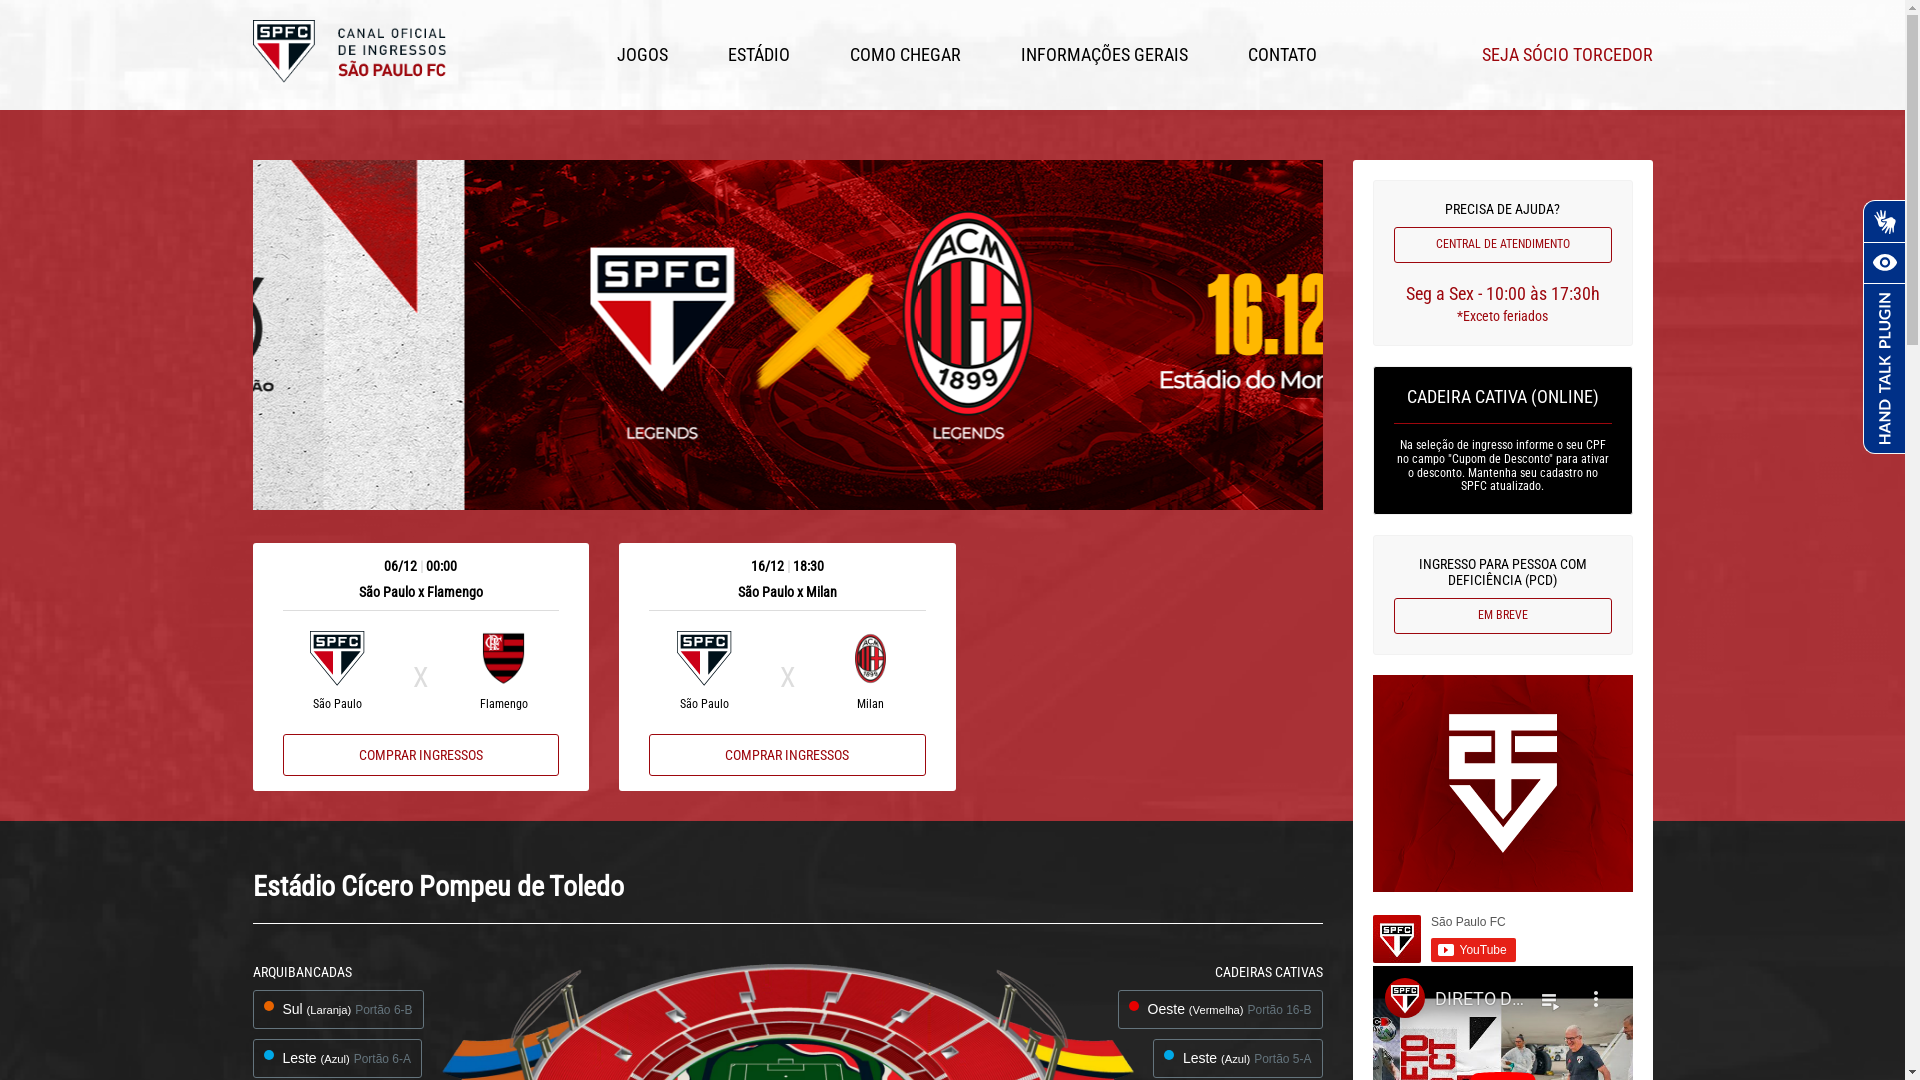 SPFC
CANAL OFICIAL
DE INGRESSOS
SÃO PAULO FC
JOGOS
ESTÁDIO
COMO CHEGAR
INFORMAÇÕES GERAIS
CONTATO
SEJA SÓCIO TORCEDOR
SPFC
ACM
1899
LEGENDS
LEGENDS
16.12
Estádio do Mor
PRECISA DE AJUDA?
CENTRAL DE ATENDIMENTO
Seg a Sex - 10:00 às 17:30h
*Exceto feriados
CADEIRA CATIVA (ONLINE)
Na seleção de ingresso informe o seu CPF
no campo "Cupom de Desconto" para ativar
o desconto. Mantenha seu cadastro no
SPFC atualizado.
INGRESSO PARA PESSOA COM
DEFICIÊNCIA (PCD)
EM BREVE
HAND TALK PLUGIN
06/12 | 00:00
São Paulo x Flamengo
SPFC
X
São Paulo
Flamengo
COMPRAR INGRESSOS
16/12 | 18:30
São Paulo x Milan
SPFC
X
ACM
1899
São Paulo
Milan
COMPRAR INGRESSOS
Estádio Cícero Pompeu de Toledo
ARQUIBANCADAS
Sul (Laranja) Portão 6-B
Leste (Azul) Portão 6-A
CADEIRAS CATIVAS
Oeste (Vermelha) Portão 16-B
Leste (Azul) Portão 5-A
SPFC
São Paulo FC
YouTube
SPFC
DIRETO D...